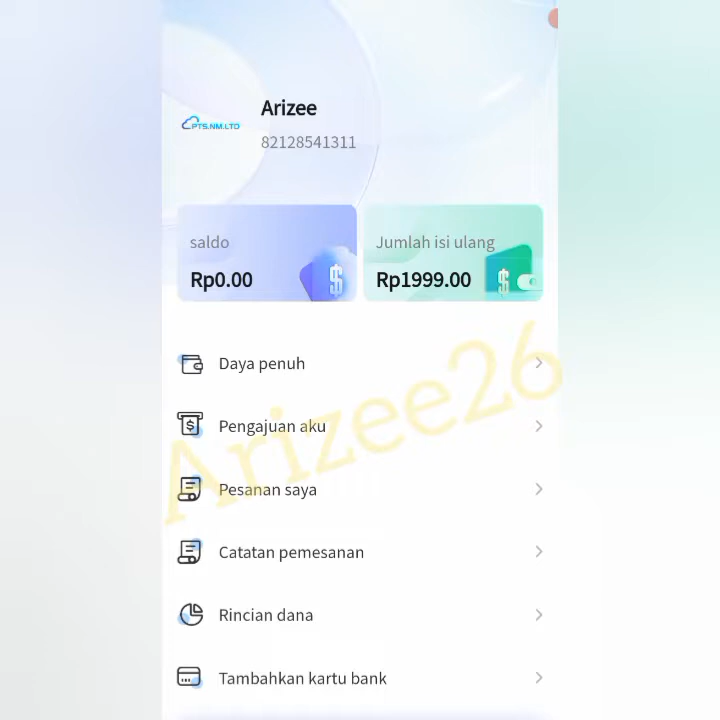 Arizee
PTS.NM.LTD
82128541311
saldo
Rp0.00
Jumlah isi ulang
Rp1999.00
Daya penuh
Pengajuan aku
Pesanan saya
Catatan pemesanan
Rincian dana
Tambahkan kartu bank
Arizee26